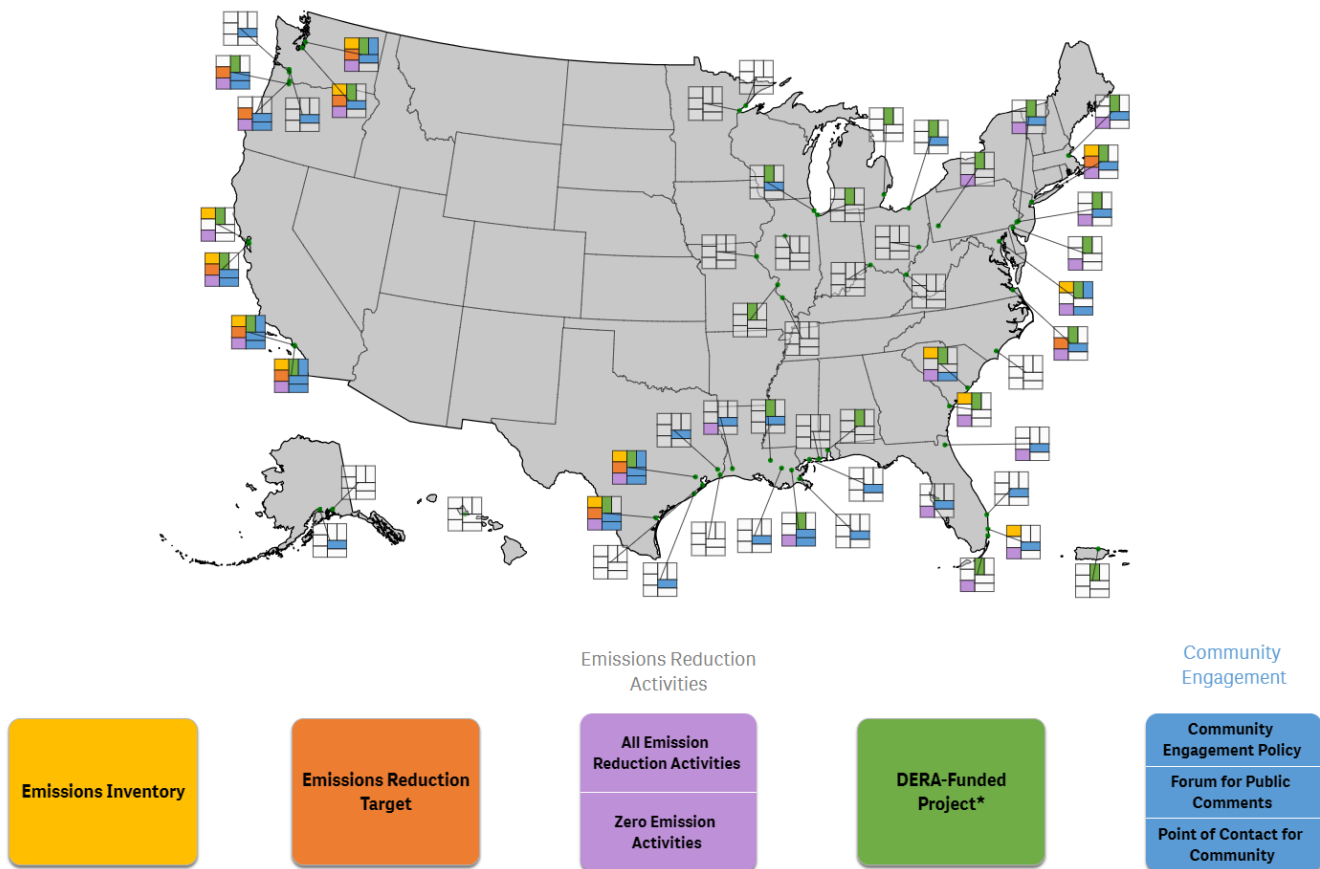 Emissions Reduction
Activities
Community
Engagement
Emissions Inventory
Emissions Reduction
Target
All Emission
Reduction Activities
Zero Emission
Activities
DERA-Funded
Project*
Community
Engagement Policy
Forum for Public
Comments
Point of Contact for
Community